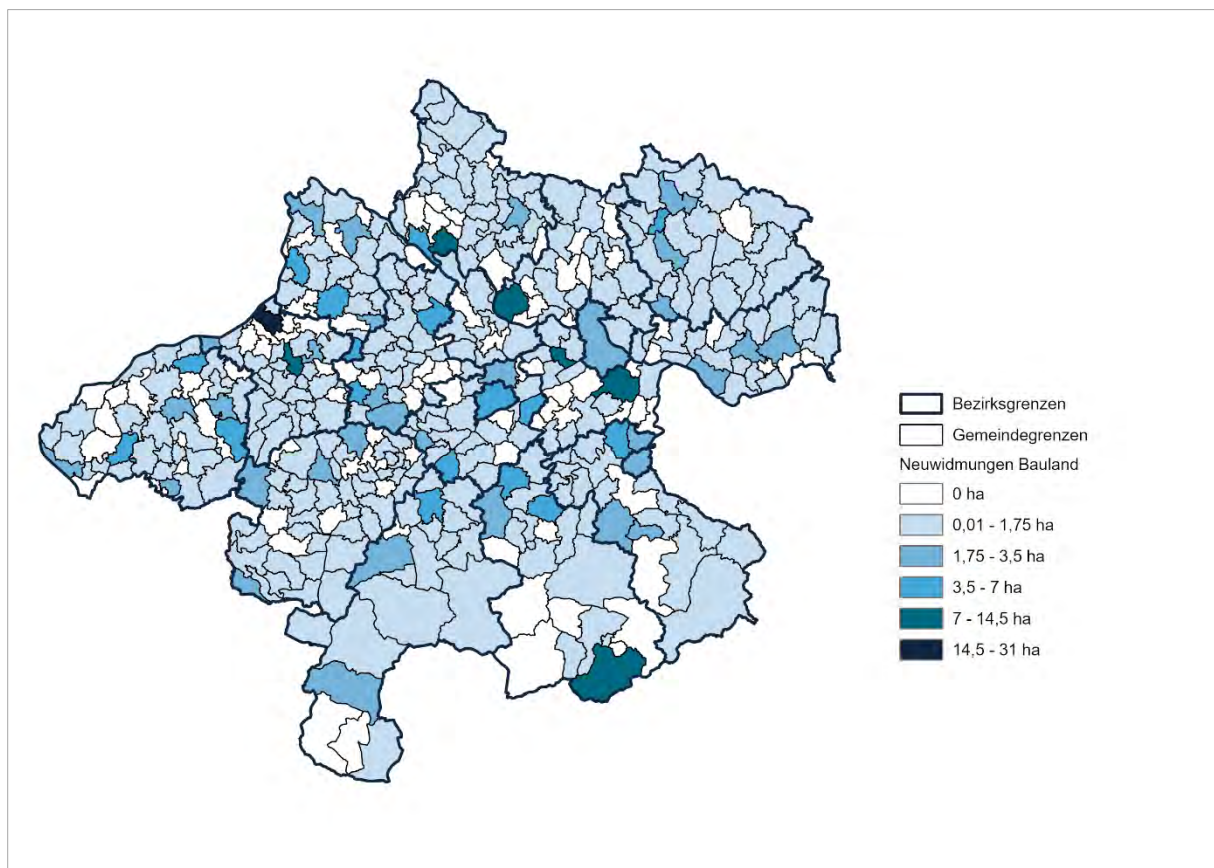 Bezirksgrenzen
Gemeindegrenzen
Neuwidmungen Bauland
0 ha
0,01 - 1,75 ha
1,75 - 3,5 ha
3,5 - 7 ha
7 - 14,5 ha
14,5 - 31 ha